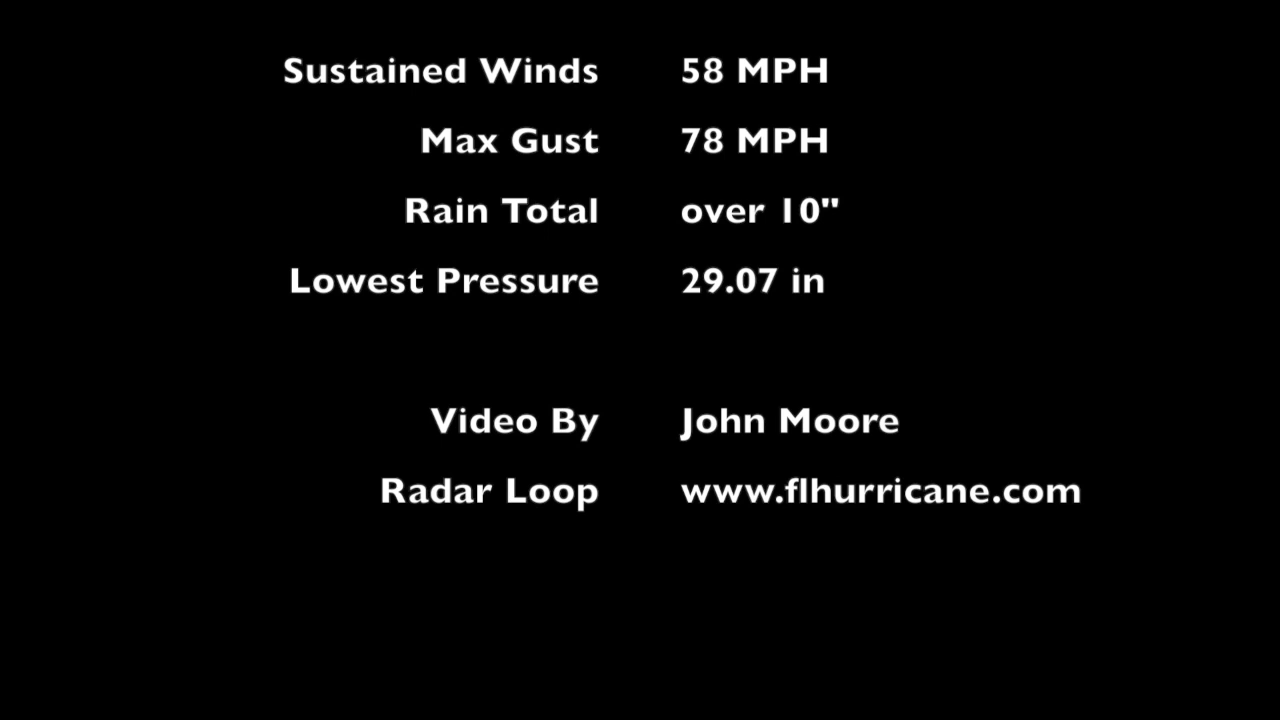 Sustained Winds 58 MPH
Max Gust 78 MPH
Rain Total over 10"
Lowest Pressure 29.07 in
Video By John Moore
Radar Loop www.flhurricane.com